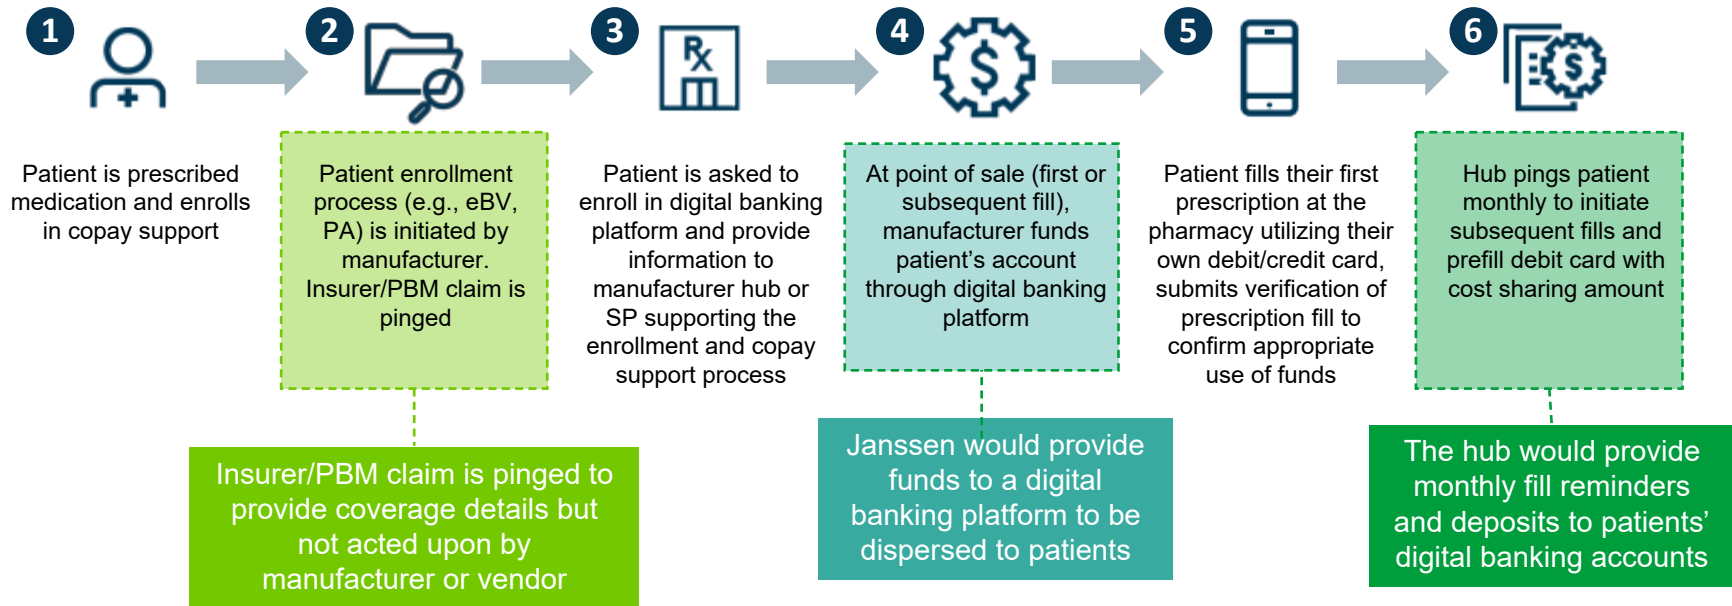 1
Patient is prescribed
medication and enrolls
in copay support
2
Patient enrollment
process (e.g., eBV,
PA) is initiated by
manufacturer.
Insurer/PBM claim is
pinged
Insurer/PBM claim is pinged to
provide coverage details but
not acted upon by
manufacturer or vendor
3
Rx
Patient is asked to
enroll in digital banking
platform and provide
information to
manufacturer hub or
SP supporting the
enrollment and copay
support process
4
$
At point of sale (first or
subsequent fill),
manufacturer funds
patient’s account
through digital banking
platform
Janssen would provide
funds to a digital
banking platform to be
dispersed to patients
5
Patient fills their first
prescription at the
pharmacy utilizing their
own debit/credit card,
submits verification of
prescription fill to
confirm appropriate
use of funds
6
$
Hub pings patient
monthly to initiate
subsequent fills and
prefill debit card with
cost sharing amount
The hub would provide
monthly fill reminders
and deposits to patients’
digital banking accounts